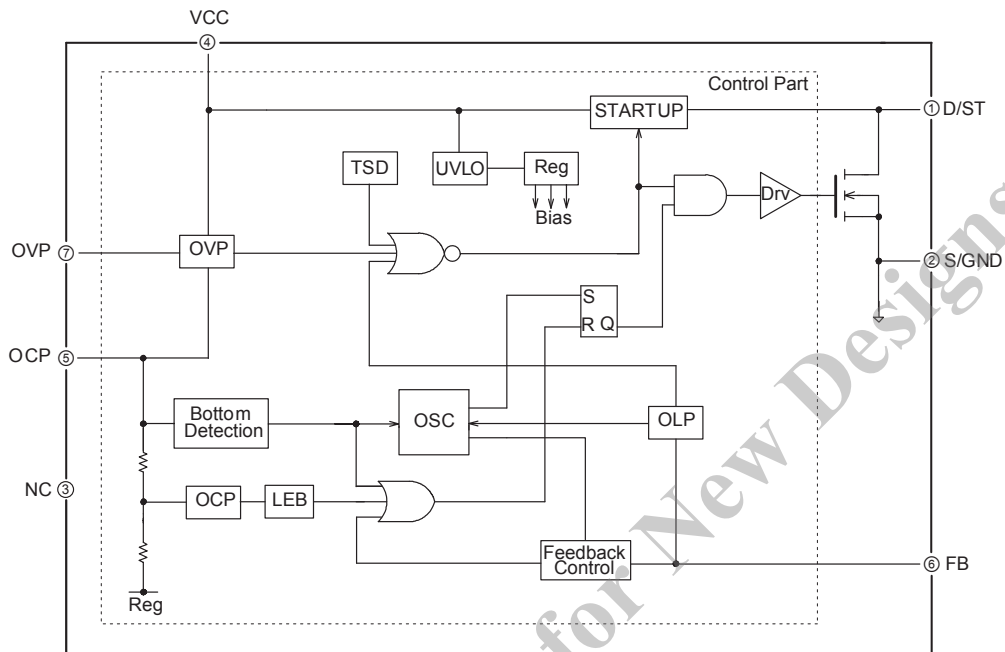 VCC
④
Control Part
STARTUP
① D/ST
TSD
UVLO
Reg
Bias
Drv
OVP ⑦
OVP
② S/GND
S
R Q
OCP ⑤
Bottom
Detection
OSC
OLP
NC ③
OCP
LEB
Feedback
Control
⑥ FB
Reg
for New Designs